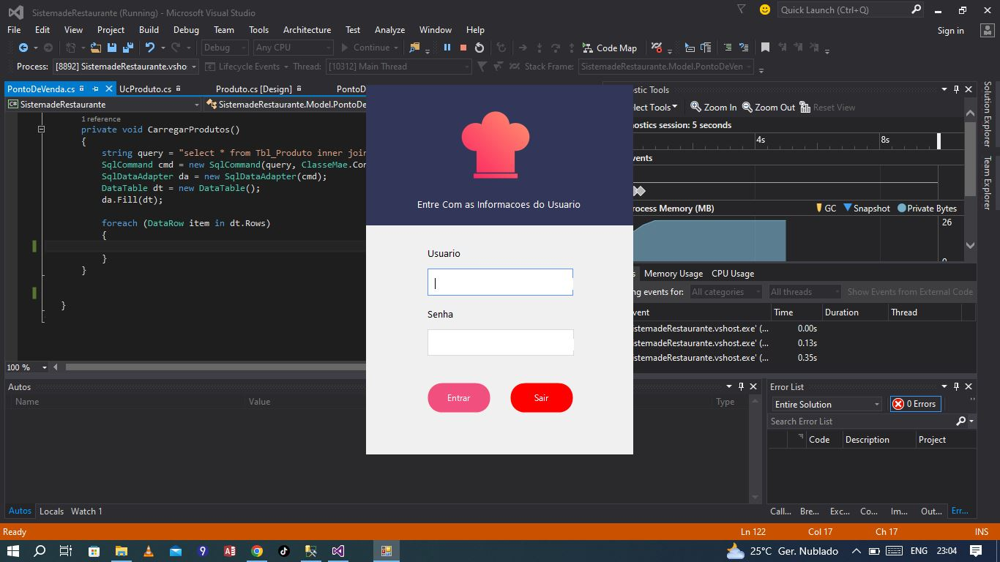 SistemadeRestaurante (Running) - Microsoft Visual Studio
Quick Launch (Ctrl+Q)
File Edit View Project Build Debug Team Tools Architecture Test Analyze Window Help
Sign in
Debug Any CPU Continue Code Map
Process: [8892] SistemadeRestaurante.vsho Lifecycle Events Thread: [10312] Main Thread Stack Frame: SistemadeRestaurante.Model.PontoDeVen
PontoDeVenda.cs UcProduto.cs Produto.cs [Design] PontoD
SistemadeRestaurante SistemadeRestaurante.Model.PontoDe
1 reference
private void CarregarProdutos()
{
string query = "select * from Tbl_Produto inner join
SqlCommand cmd = new SqlCommand(query, ClasseMae.Con
SqlDataAdapter da = new SqlDataAdapter(cmd);
DataTable dt = new DataTable();
da.Fill(dt);
foreach (DataRow item in dt.Rows)
{
}
}
}
100 %
Entre Com as Informacoes do Usuario
Usuario
Senha
Entrar Sair
ostic Tools
lect Tools Zoom In Zoom Out Reset View
nostics session: 5 seconds
4s 8s
vents
rocess Memory (MB) GC Snapshot Private Bytes
26
0
s Memory Usage CPU Usage
ng events for: All categories All threads Show Events from External Code
vent Time Duration Thread
stemadeRestaurante.vshost.exe' (... 0.00s
stemadeRestaurante.vshost.exe' (... 0.13s
stemadeRestaurante.vshost.exe' (... 0.35s
Solution Explorer
Team Explorer
Autos
Name Value Type
Autos Locals Watch 1
Error List
Entire Solution 0 Errors
Search Error List
Code Description Project
Call... Bre... Exc... Co... Im... Out... Err...
Ready Ln 122 Col 17 Ch 17 INS
25°C Ger. Nublado ENG 23:04